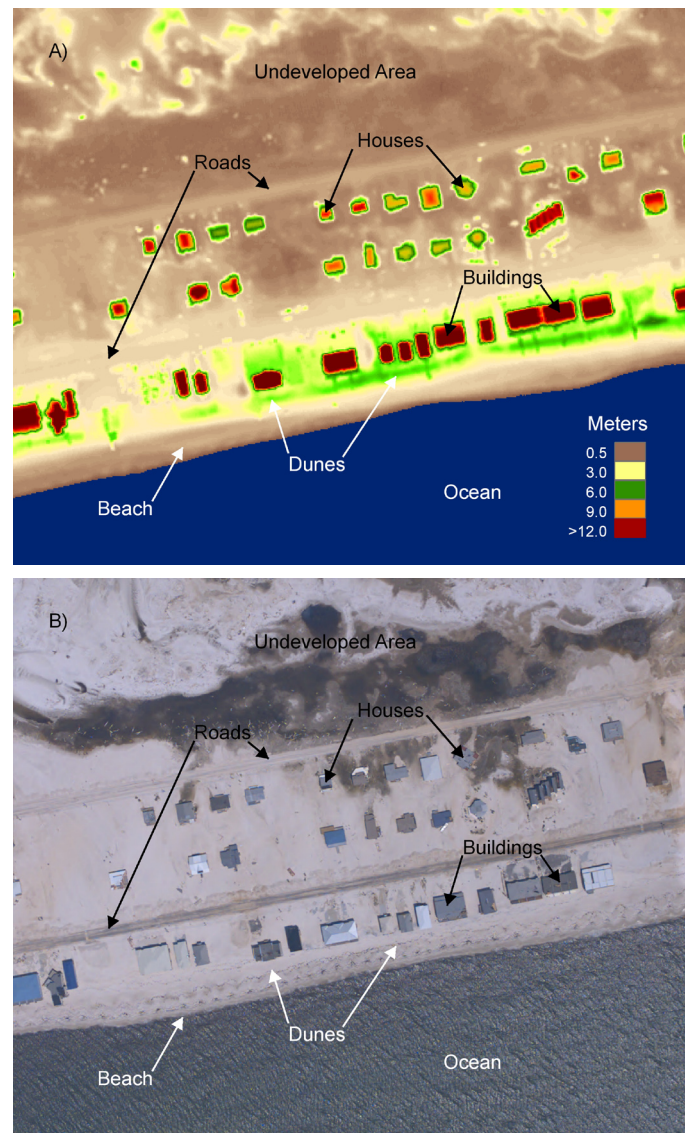 A)
Undeveloped Area
Houses
Roads
Buildings
Meters
0.5
3.0
6.0
9.0
>12.0
Dunes
Ocean
Beach
B)
Undeveloped Area
Houses
Roads
Buildings
Dunes
Ocean
Beach